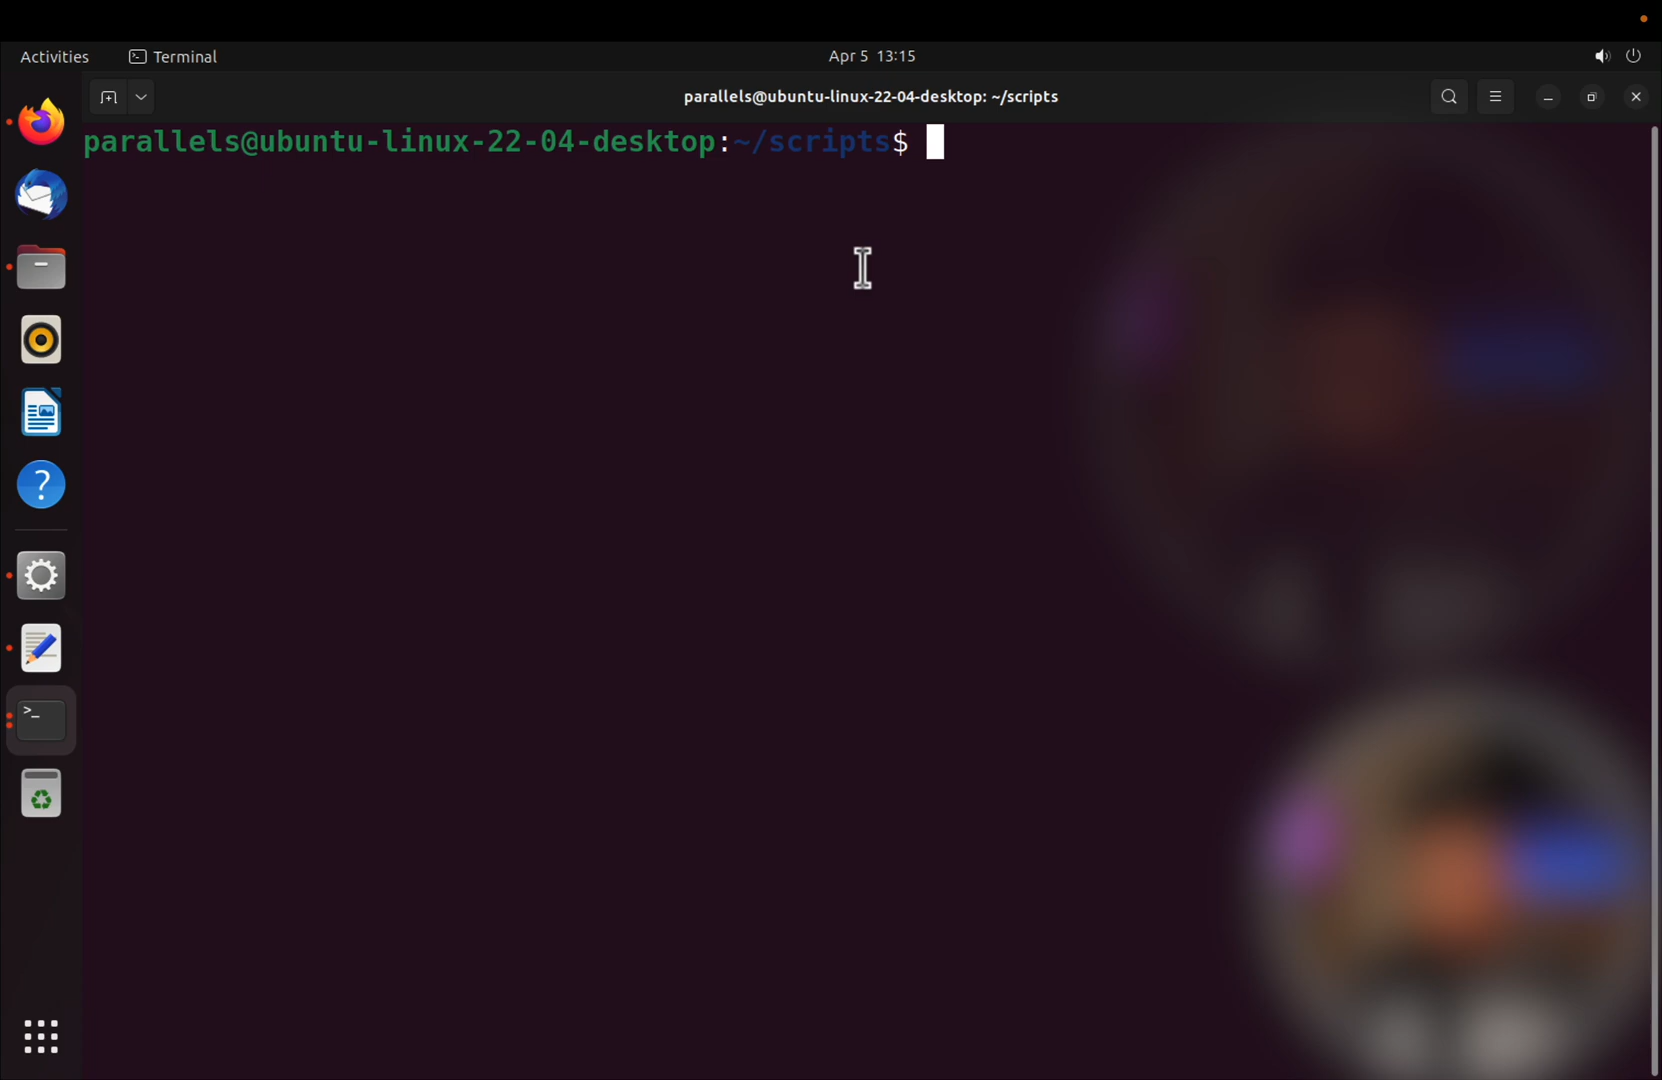 Activities Terminal Apr 5 13:15
parallels@ubuntu-linux-22-04-desktop: ~/scripts
parallels@ubuntu-linux-22-04-desktop:~/scripts$